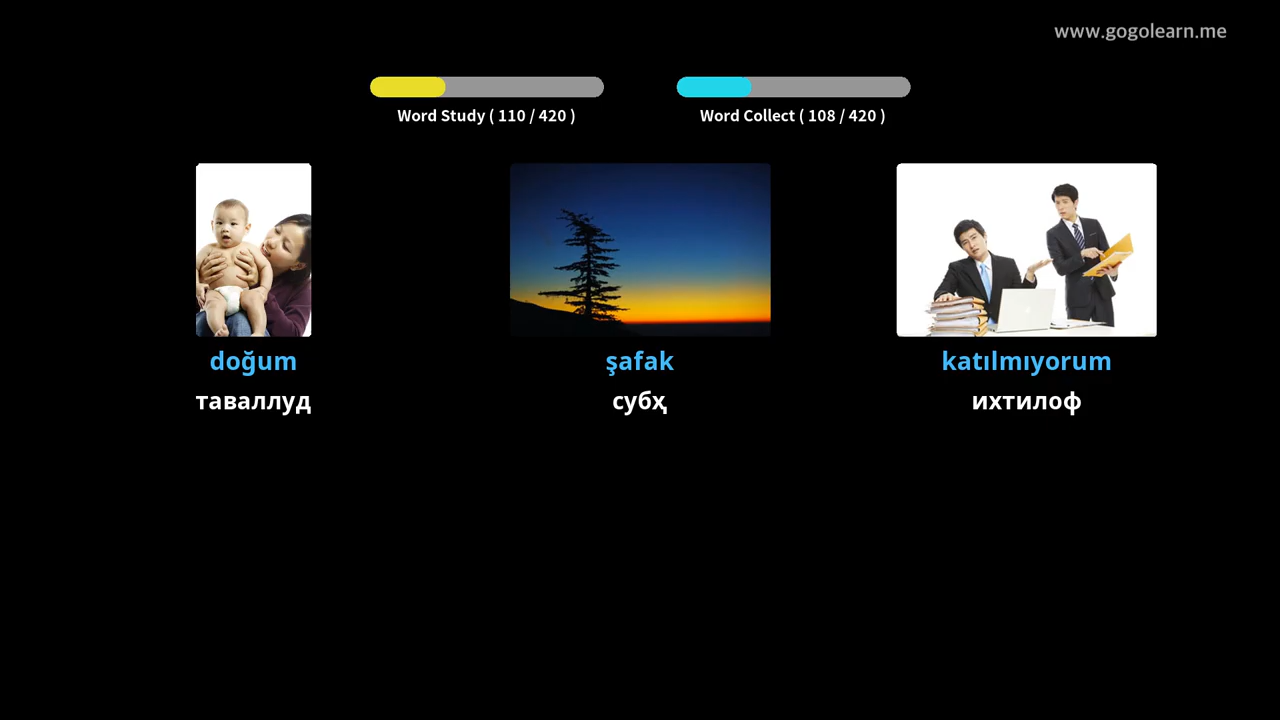 www.gogolearn.me
Word Study ( 110 / 420 )
Word Collect ( 108 / 420 )
doğum
şafak
katılmıyorum
таваллуд
субҳ
ихтилоф